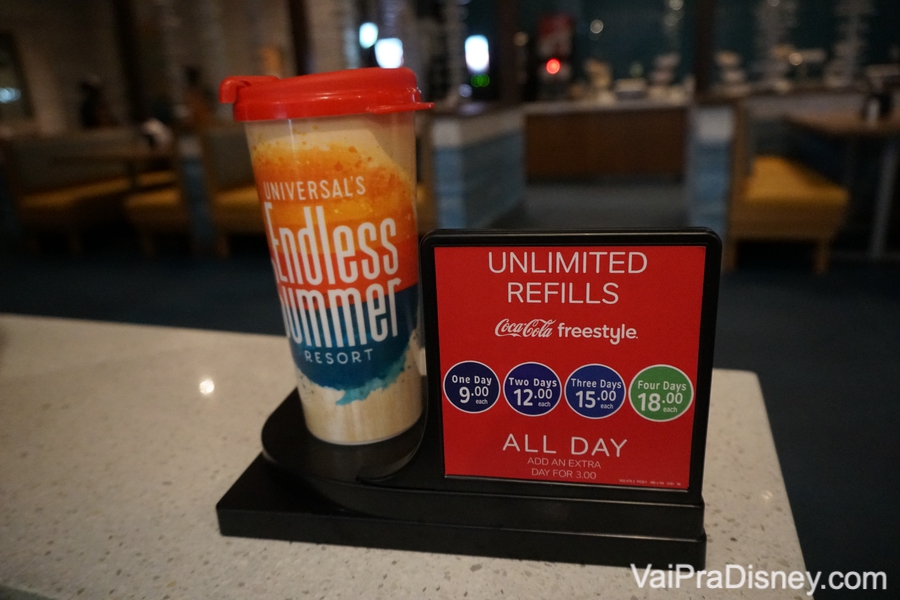 UNIVERSAL'S
Endless
Summer
RESORT
UNLIMITED
REFILLS
Coca-Cola freestyle
One Day
9.00
each
Two Days
12.00
each
Three Days
15.00
each
Four Days
18.00
each
ALL DAY
ADD AN EXTRA
DAY FOR 3.00
VaiPraDisney.com